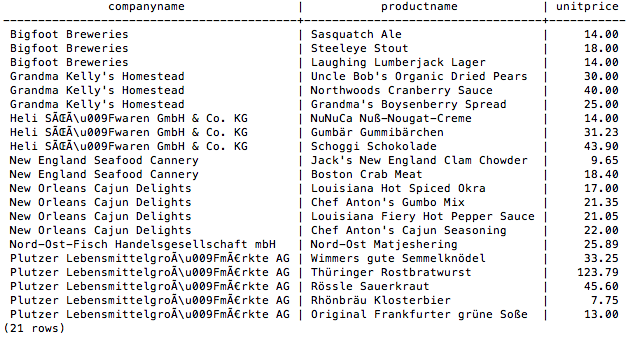 companyname | productname | unitprice
----------------------------------------+---------------------------------+-----------
Bigfoot Breweries | Sasquatch Ale | 14.00
Bigfoot Breweries | Steeleye Stout | 18.00
Bigfoot Breweries | Laughing Lumberjack Lager | 14.00
Grandma Kelly's Homestead | Uncle Bob's Organic Dried Pears | 30.00
Grandma Kelly's Homestead | Northwoods Cranberry Sauce | 40.00
Grandma Kelly's Homestead | Grandma's Boysenberry Spread | 25.00
Heli SÃŒÃ\u009Fwaren GmbH & Co. KG | NuNuCa Nuß-Nougat-Creme | 14.00
Heli SÃŒÃ\u009Fwaren GmbH & Co. KG | Gumbär Gummibärchen | 31.23
Heli SÃŒÃ\u009Fwaren GmbH & Co. KG | Schoggi Schokolade | 43.90
New England Seafood Cannery | Jack's New England Clam Chowder | 9.65
New England Seafood Cannery | Boston Crab Meat | 18.40
New Orleans Cajun Delights | Louisiana Hot Spiced Okra | 17.00
New Orleans Cajun Delights | Chef Anton's Gumbo Mix | 21.35
New Orleans Cajun Delights | Louisiana Fiery Hot Pepper Sauce | 21.05
New Orleans Cajun Delights | Chef Anton's Cajun Seasoning | 22.00
Nord-Ost-Fisch Handelsgesellschaft mbH | Nord-Ost Matjeshering | 25.89
Plutzer LebensmittelgroÃ\u009FmÃ€rkte AG | Wimmers gute Semmelknödel | 33.25
Plutzer LebensmittelgroÃ\u009FmÃ€rkte AG | Thüringer Rostbratwurst | 123.79
Plutzer LebensmittelgroÃ\u009FmÃ€rkte AG | Rössle Sauerkraut | 45.60
Plutzer LebensmittelgroÃ\u009FmÃ€rkte AG | Rhönbräu Klosterbier | 7.75
Plutzer LebensmittelgroÃ\u009FmÃ€rkte AG | Original Frankfurter grüne Soße | 13.00
(21 rows)